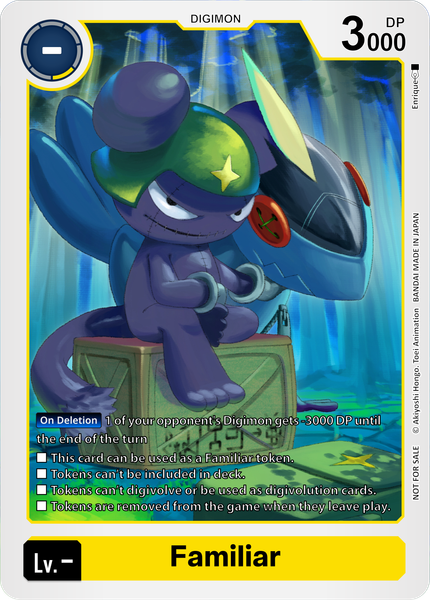 DIGIMON
-
DP
3000
Enrique
© Akiyoshi Hongo, Toei Animation BANDAI MADE IN JAPAN
NOT FOR SALE
On Deletion 1 of your opponent's Digimon gets -3000 DP until
the end of the turn
■ This card can be used as a Familiar token.
■ Tokens can't be included in deck.
■ Tokens can't digivolve or be used as digivolution cards.
■ Tokens are removed from the game when they leave play.
Lv.-
Familiar